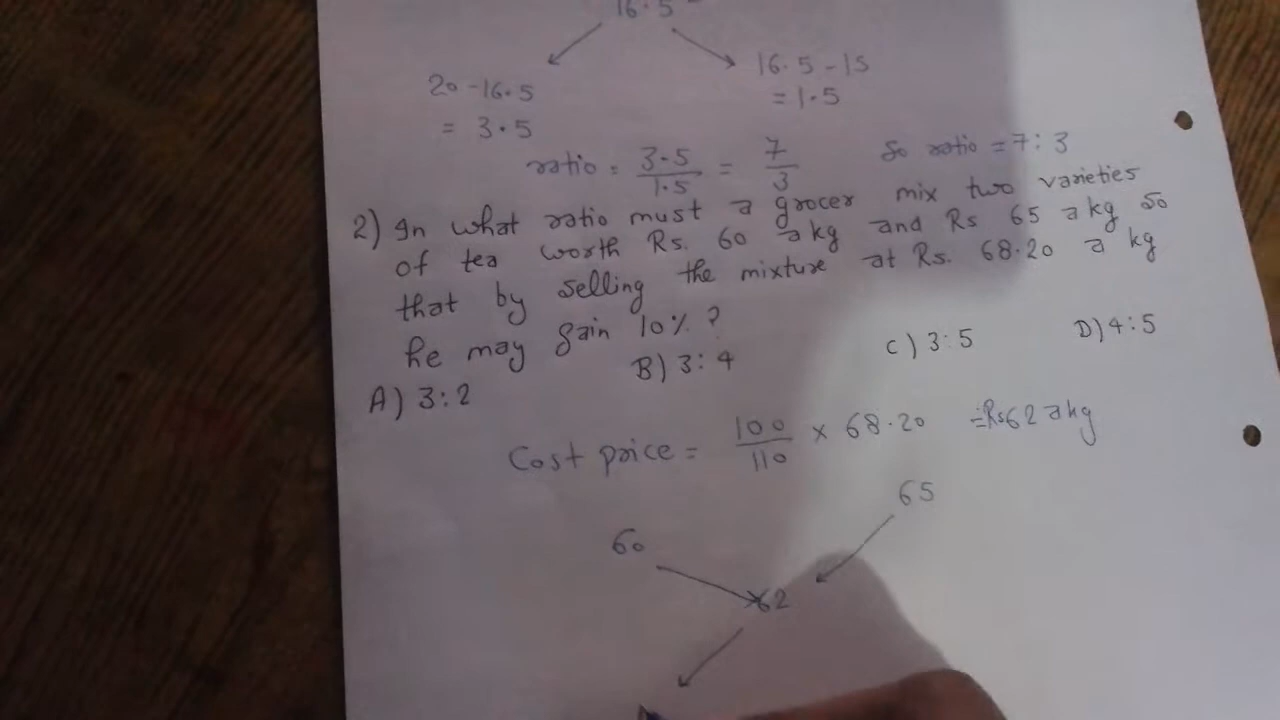 16.5
20-16.5
16.5-15
= 3.5
= 1.5
ratio = 3.5/1.5 = 7/3 So ratio = 7:3
2) In what ratio must a grocer mix two varieties
of tea worth Rs. 60 a kg and Rs 65 a kg so
that by selling the mixture at Rs. 68.20 a kg
he may gain 10% ?
A) 3:2 B) 3:4 C) 3:5 D) 4:5
Cost price = 100/110 × 68.20 = Rs 62 a kg
60 65
62